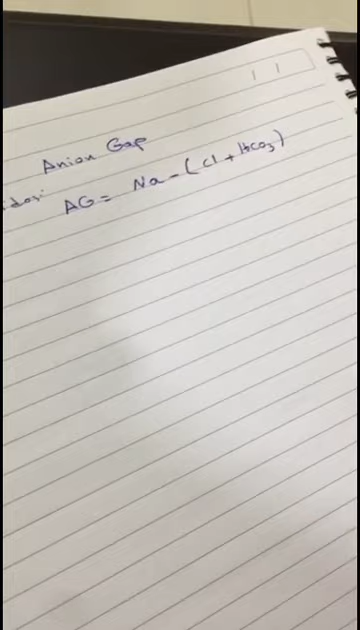 Anion Gap
AG = Na - (Cl + HCO3)